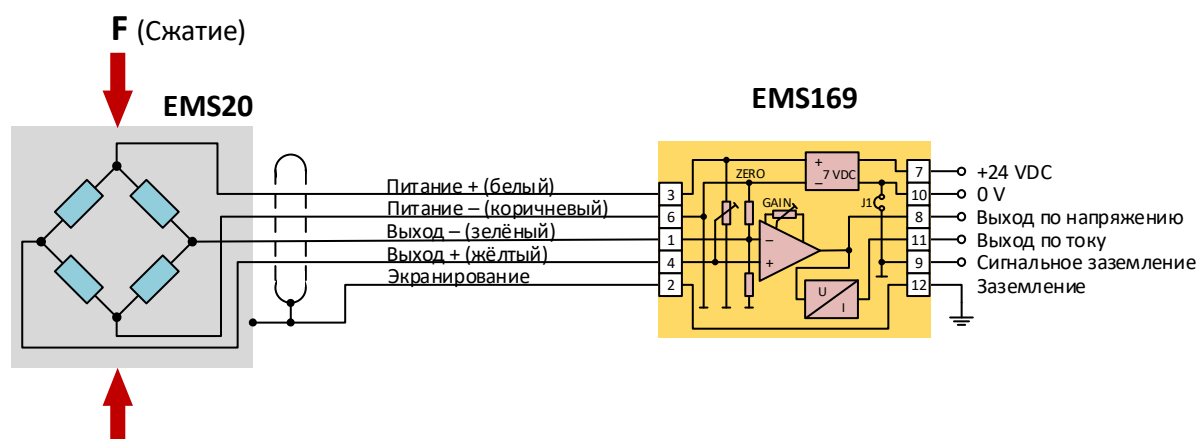 F (Сжатие)
EMS20
EMS169
Питание + (белый)
Питание – (коричневый)
Выход – (зелёный)
Выход + (жёлтый)
Экранирование
3
6
1
4
2
ZERO
GAIN
+
7 VDC
–
J1
–
+
U
I
7
10
8
11
9
12
+24 VDC
0 V
Выход по напряжению
Выход по току
Сигнальное заземление
Заземление